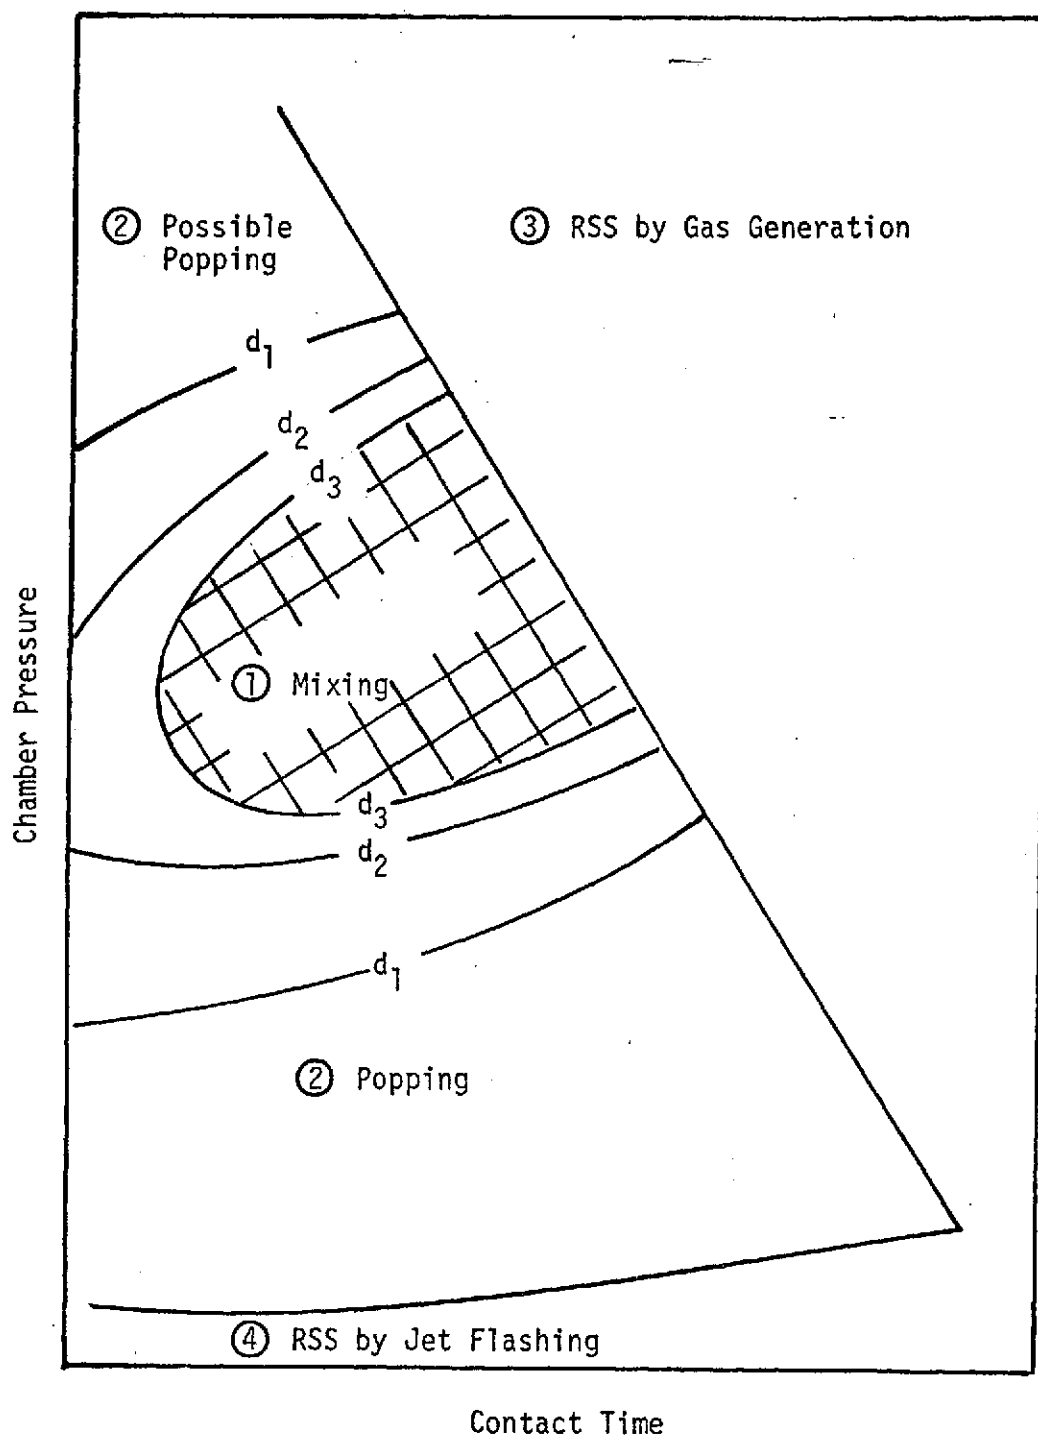 ② Possible
Popping
③ RSS by Gas Generation
d1
d2
d3
① Mixing
d3
d2
d1
② Popping
④ RSS by Jet Flashing
Chamber Pressure
Contact Time